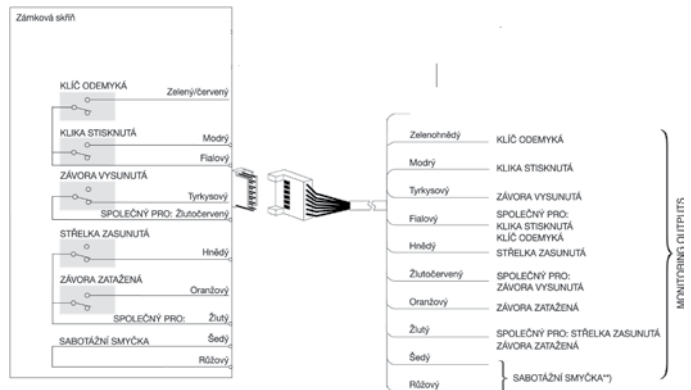 Zámková skříň
KLÍČ ODEMYKÁ
Zelený/červený
KLIKA STISKNUTÁ
Modrý
Fialový
ZÁVORA VYSUNUTÁ
Tyrkysový
SPOLEČNÝ PRO: Žlutočervený
STŘELKA ZASUNUTÁ
Hnědý
ZÁVORA ZATAŽENÁ
Oranžový
SPOLEČNÝ PRO: Žlutý
SABOTÁŽNÍ SMYČKA Šedý
Růžový
Zelenohnědý KLÍČ ODEMYKÁ
Modrý KLIKA STISKNUTÁ
Tyrkysový ZÁVORA VYSUNUTÁ
Fialový SPOLEČNÝ PRO:
KLIKA STISKNUTÁ
KLÍČ ODEMYKÁ
Hnědý STŘELKA ZASUNUTÁ
Žlutočervený SPOLEČNÝ PRO:
ZÁVORA VYSUNUTÁ
Oranžový ZÁVORA ZATAŽENÁ
Žlutý SPOLEČNÝ PRO: STŘELKA ZASUNUTÁ
ZÁVORA ZATAŽENÁ
Šedý
SABOTÁŽNÍ SMYČKA**)
Růžový
MONITORING OUTPUTS